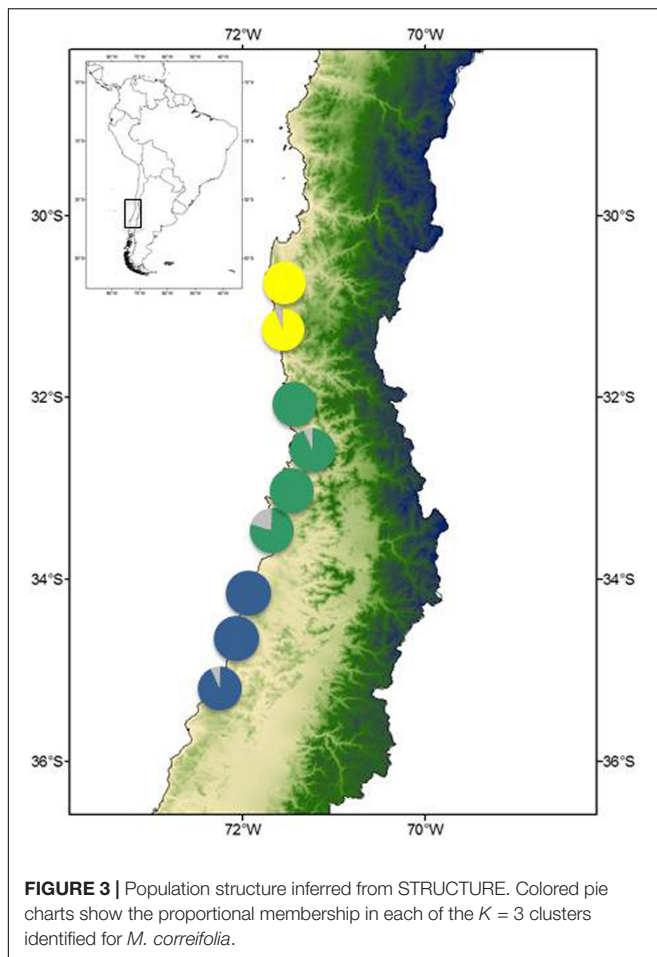 72°W 70°W
30°S 30°S
32°S 32°S
34°S 34°S
36°S 36°S
72°W 70°W
FIGURE 3 | Population structure inferred from STRUCTURE. Colored pie
charts show the proportional membership in each of the K = 3 clusters
identified for M. correifolia.